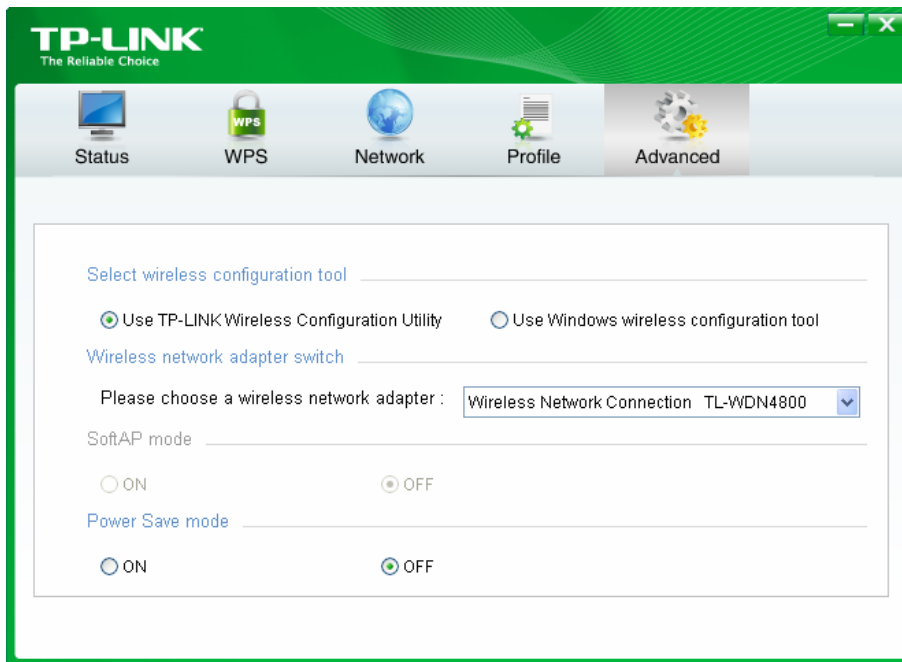 TP-LINK
The Reliable Choice
WPS
Status WPS Network Profile Advanced
Select wireless configuration tool
Use TP-LINK Wireless Configuration Utility Use Windows wireless configuration tool
Wireless network adapter switch
Please choose a wireless network adapter : Wireless Network Connection TL-WDN4800
SoftAP mode
ON OFF
Power Save mode
ON OFF